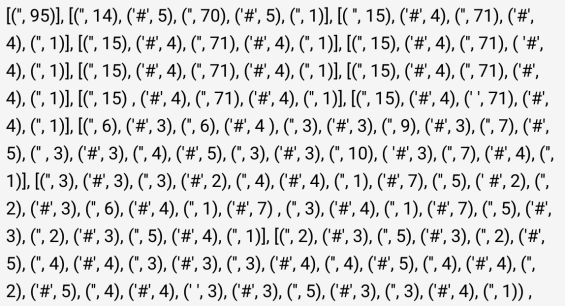 [('', 95)], [('', 14), ('#', 5), ('', 70), ('#', 5), ('', 1)], [( '', 15), ('#', 4), ('', 71), ('#',
4), ('', 1)], [('', 15), ('#', 4), ('', 71), ('#', 4), ('', 1)], [('', 15), ('#', 4), ('', 71), ( '#',
4), ('', 1)], [('', 15), ('#', 4), ('', 71), ('#', 4), ('', 1)], [('', 15), ('#', 4), ('', 71), ('#',
4), ('', 1)], [('', 15) , ('#', 4), ('', 71), ('#', 4), ('', 1)], [('', 15), ('#', 4), (' ', 71), ('#',
4), ('', 1)], [('', 6), ('#', 3), ('', 6), ('#', 4 ), ('', 3), ('#', 3), ('', 9), ('#', 3), ('', 7), ('#',
5), ('' , 3), ('#', 3), ('', 4), ('#', 5), ('', 3), ('#', 3), ('', 10), ( '#', 3), ('', 7), ('#', 4), ('',
1)], [('', 3), ('#', 3), ('', 3), ('#', 2), ('', 4), ('#', 4), ('', 1), ('#', 7), ('', 5), (' #', 2), ('',
2), ('#', 3), ('', 6), ('#', 4), ('', 1), ('#', 7) , ('', 3), ('#', 4), ('', 1), ('#', 7), ('', 5), ('#',
3), ('', 2), ('#', 3), ('', 5), ('#', 4), ('', 1)], [('', 2), ('#', 3), ('', 5), ('#', 3), ('', 2), ('#',
5), ('', 4), ('#', 4), ('', 3), ('#', 3), ('', 3), ('#', 4), ('', 4), ('#', 5), ('', 4), ('#', 4), ('',
2), ('#', 5), ('', 4), ('#', 4), (' ', 3), ('#', 3), ('', 5), ('#', 3), ('', 3), ('#', 4), ('', 1)) ,